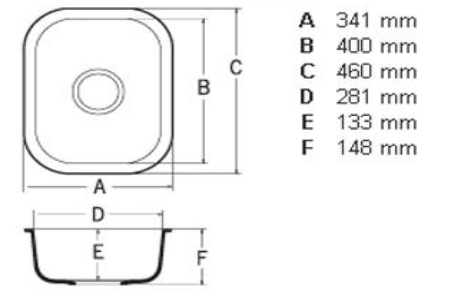 A 341 mm
B 400 mm
C 460 mm
D 281 mm
E 133 mm
F 148 mm
C
B
A
D
E
F